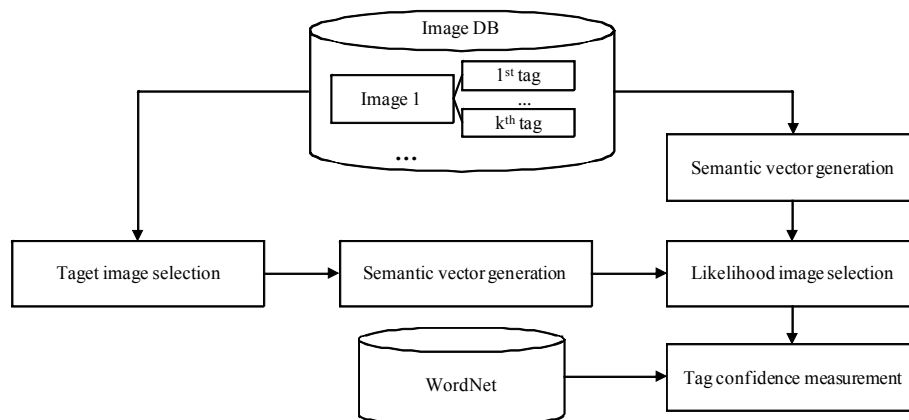 Image DB
1st tag
Image 1
...
kth tag
...
Semantic vector generation
Taget image selection
Semantic vector generation
Likelihood image selection
WordNet
Tag confidence measurement